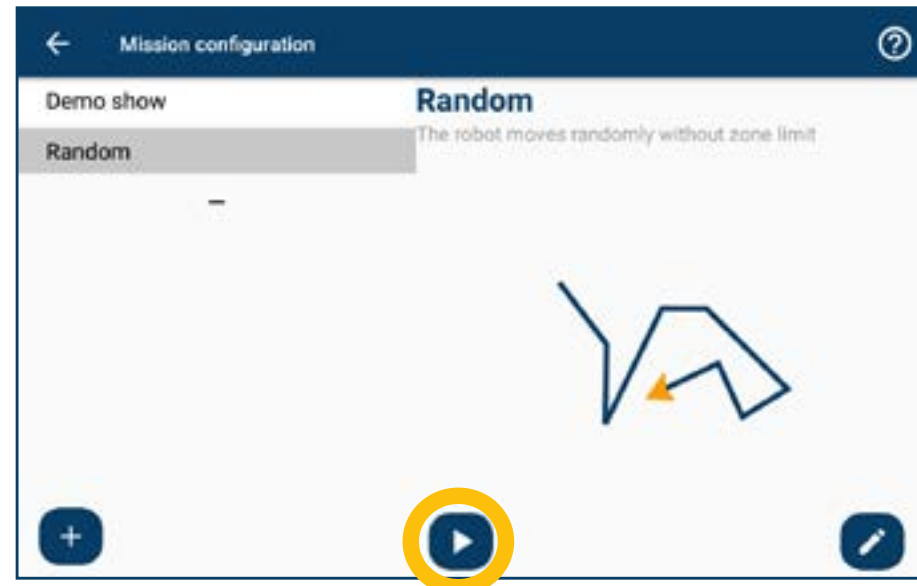 Mission configuration
Demo show
Random
Random
The robot moves randomly without zone limit